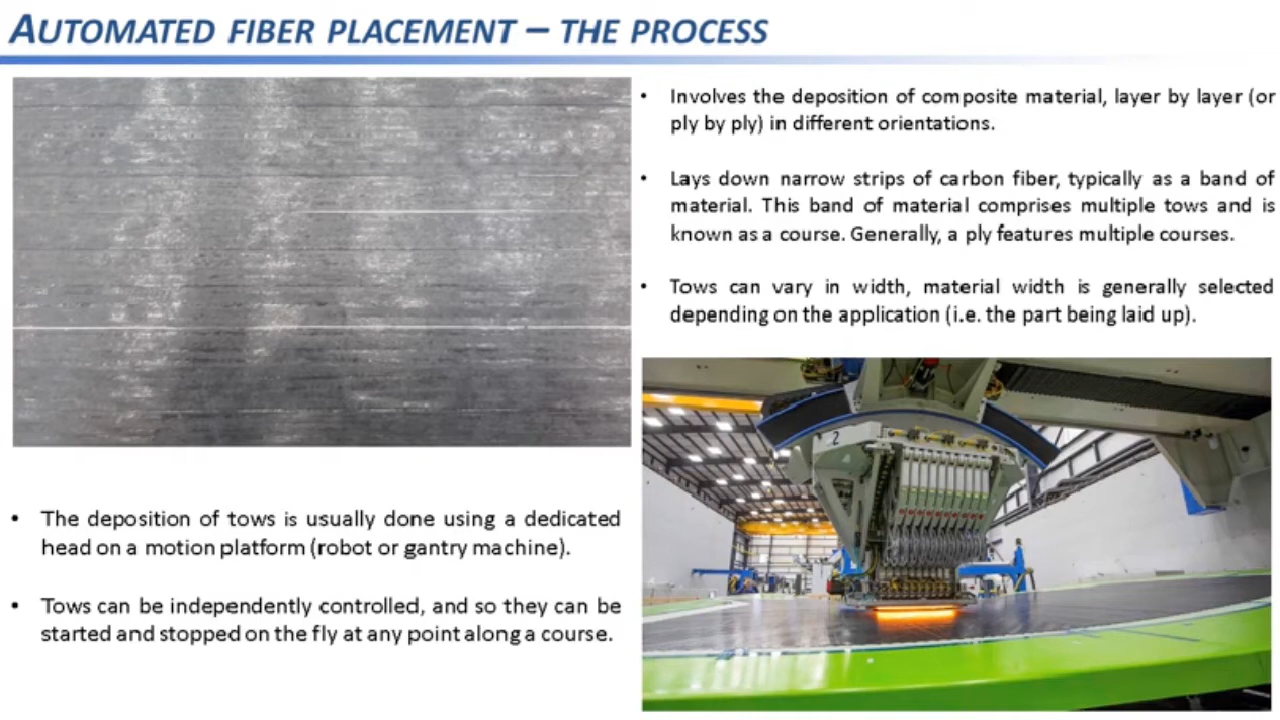 AUTOMATED FIBER PLACEMENT – THE PROCESS
• Involves the deposition of composite material, layer by layer (or
ply by ply) in different orientations.
• Lays down narrow strips of carbon fiber, typically as a band of
material. This band of material comprises multiple tows and is
known as a course. Generally, a ply features multiple courses.
• Tows can vary in width, material width is generally selected
depending on the application (i.e. the part being laid up).
2
• The deposition of tows is usually done using a dedicated
head on a motion platform (robot or gantry machine).
• Tows can be independently controlled, and so they can be
started and stopped on the fly at any point along a course.